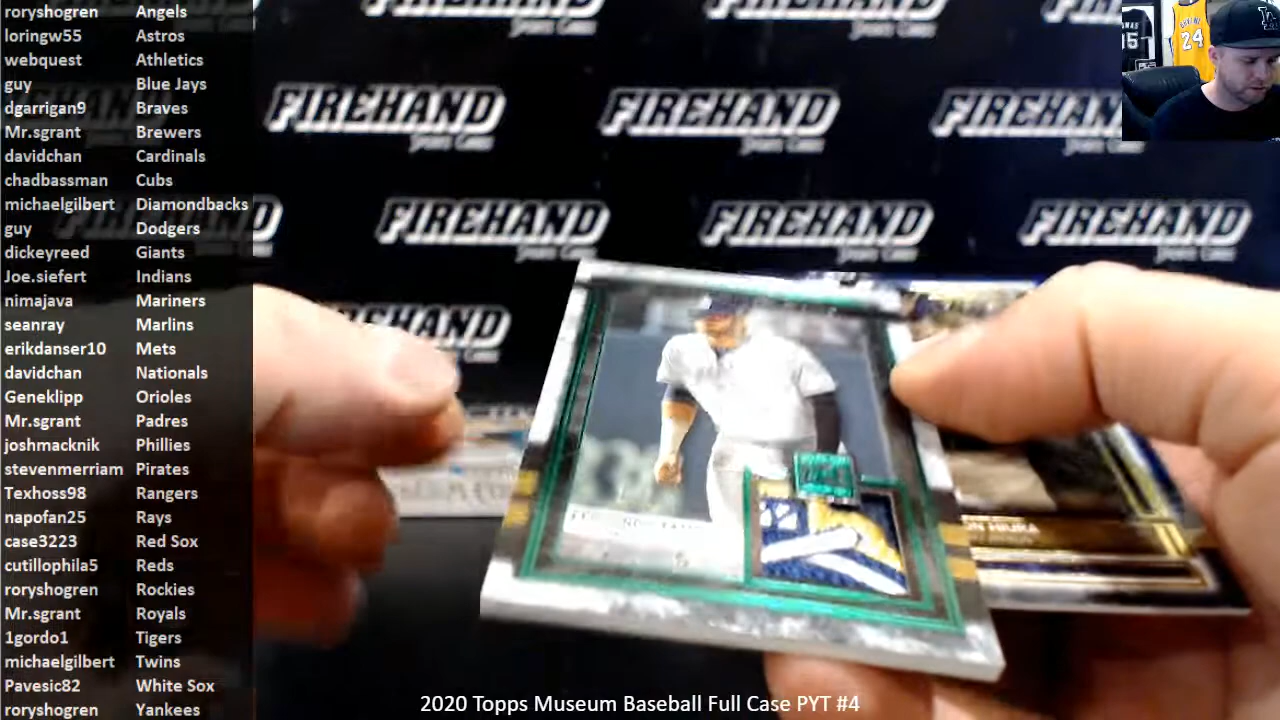 roryshogren Angels
loringw55 Astros
webquest Athletics
guy Blue Jays
dgarrigan9 Braves
Mr.sgrant Brewers
davidchan Cardinals
chadbassman Cubs
michaelgilbert Diamondbacks
guy Dodgers
dickeyreed Giants
Joe.siefert Indians
nimajava Mariners
seanray Marlins
erikdanser10 Mets
davidchan Nationals
Geneklipp Orioles
Mr.sgrant Padres
joshmacknik Phillies
stevenmerriam Pirates
Texhoss98 Rangers
napofan25 Rays
case3223 Red Sox
cutillophila5 Reds
roryshogren Rockies
Mr.sgrant Royals
1gordo1 Tigers
michaelgilbert Twins
Pavesic82 White Sox
roryshogren Yankees
FIREHAND FIREHAND FIREHAND
FIREHAND FIREHAND FIREHAND
FIREHAND
24
HIURA
2020 Topps Museum Baseball Full Case PYT #4